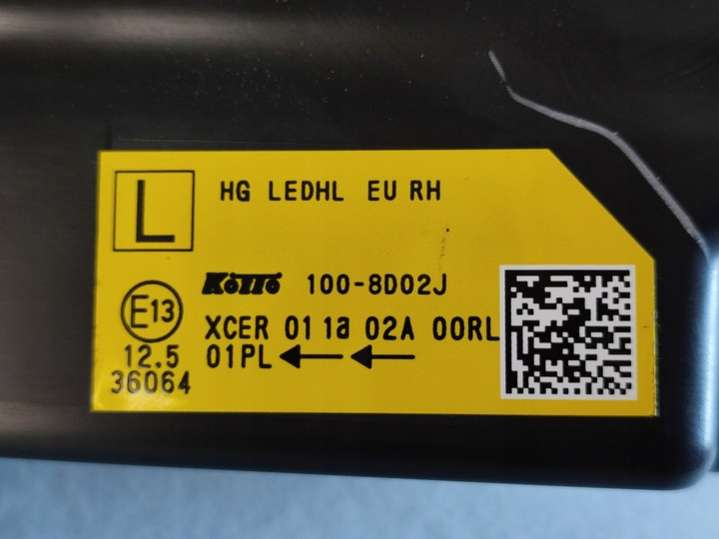 L
HG LEDHL EU RH
KOITO 100-8D02J
E13
XCER 01 1a 02A 00RL
12.5 01PL ←←
36064